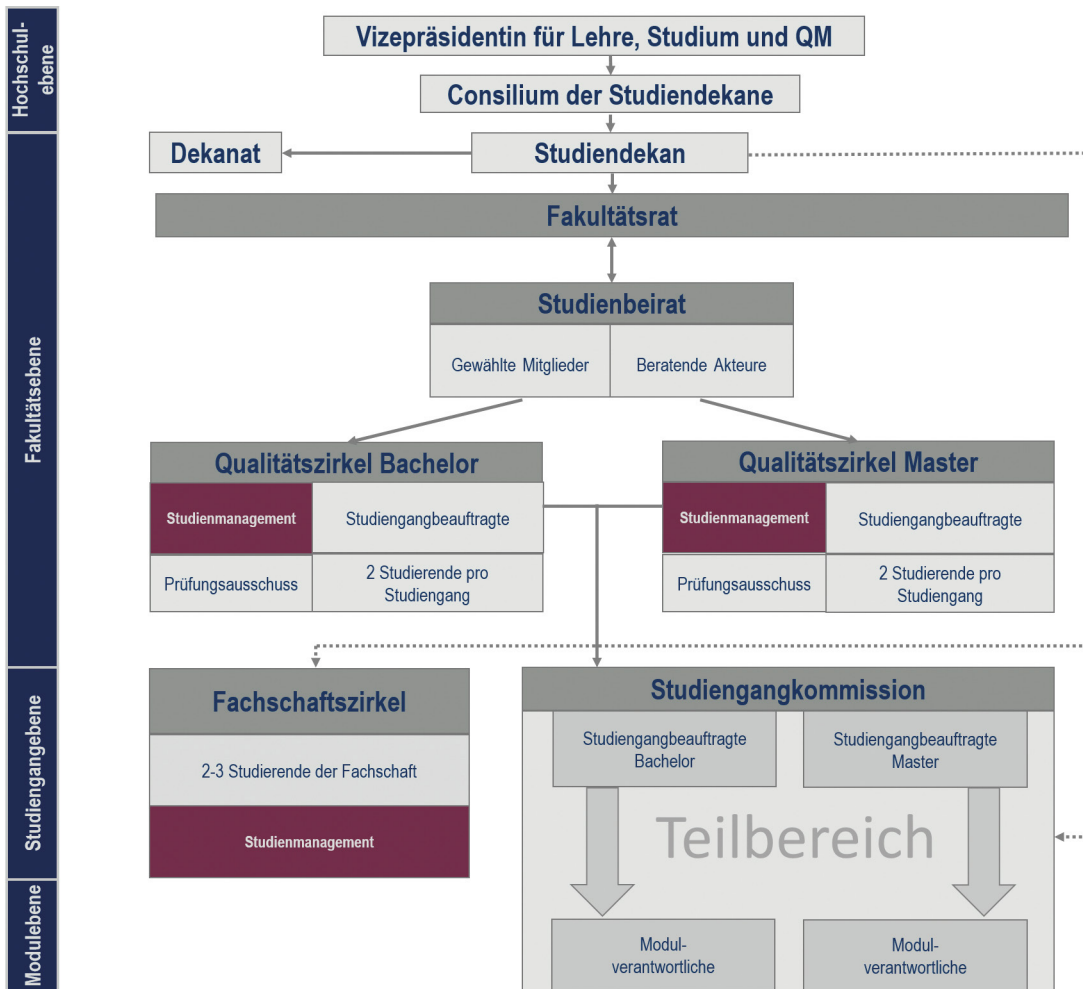 Hochschul-
ebene
Vizepräsidentin für Lehre, Studium und QM
Consilium der Studiendekane
Fakultätsebene
Dekanat
Studiendekan
Fakultätsrat
Studienbeirat
Gewählte Mitglieder
Beratende Akteure
Qualitätszirkel Bachelor
Studienmanagement
Studiengangbeauftragte
Prüfungsausschuss
2 Studierende pro
Studiengang
Qualitätszirkel Master
Studienmanagement
Studiengangbeauftragte
Prüfungsausschuss
2 Studierende pro
Studiengang
Studiengangebene
Fachschaftszirkel
2-3 Studierende der Fachschaft
Studienmanagement
Studiengangkommission
Studiengangbeauftragte
Bachelor
Studiengangbeauftragte
Master
Teilbereich
Modulebene
Modul-
verantwortliche
Modul-
verantwortliche